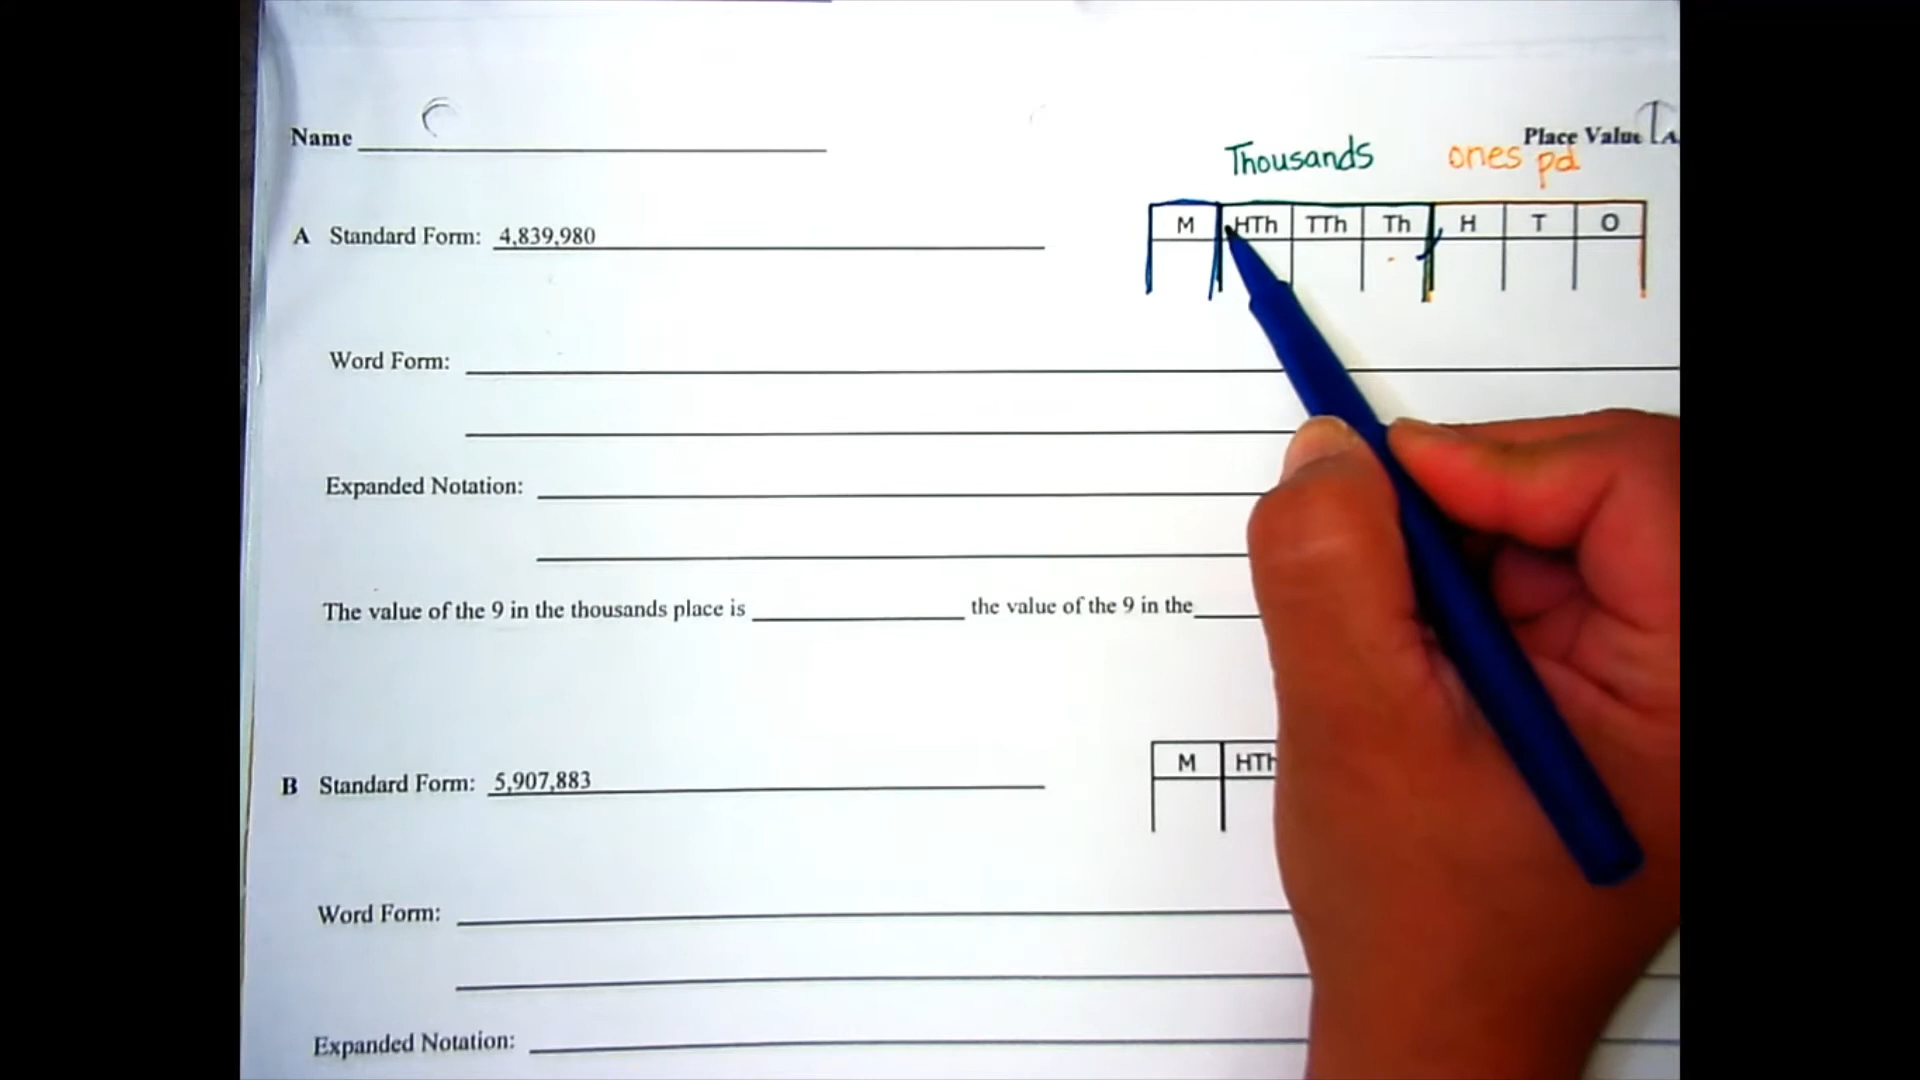 Name
Place Value
Thousands ones pd
A Standard Form: 4,839,980
M HTh TTh Th , H T O
Word Form:
Expanded Notation:
The value of the 9 in the thousands place is the value of the 9 in the
B Standard Form: 5,907,883
M HTh
Word Form:
Expanded Notation: